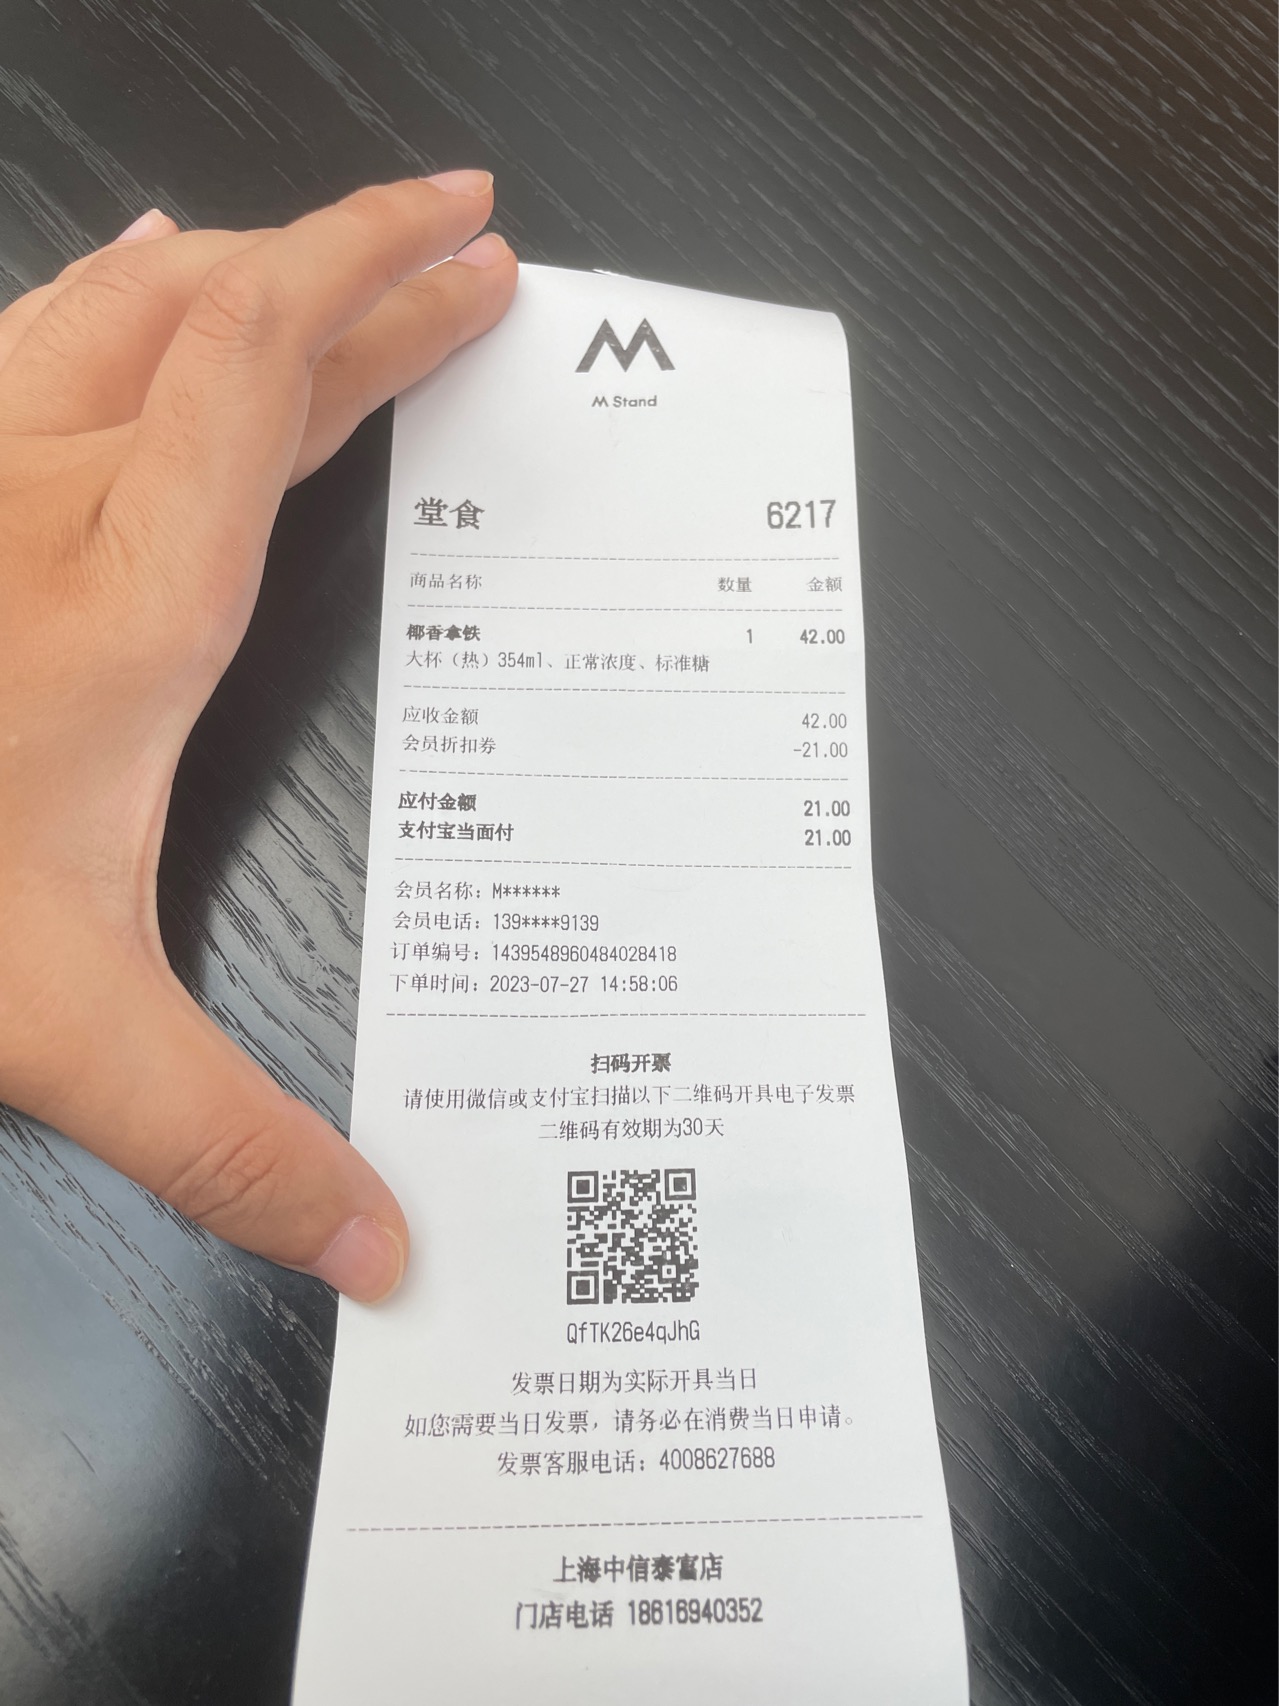 M Stand
堂食 6217
商品名称 数量 金额
椰香拿铁 1 42.00
大杯（热）354ml、正常浓度、标准糖
应收金额 42.00
会员折扣券 -21.00
应付金额 21.00
支付宝当面付 21.00
会员名称：M******
会员电话：139****9139
订单编号：1439548960484028418
下单时间：2023-07-27 14:58:06
扫码开票
请使用微信或支付宝扫描以下二维码开具电子发票
二维码有效期为30天
QfTK26e4qJhG
发票日期为实际开具当日
如您需要当日发票，请务必在消费当日申请。
发票客服电话：4008627688
上海中信泰富店
门店电话 18616940352